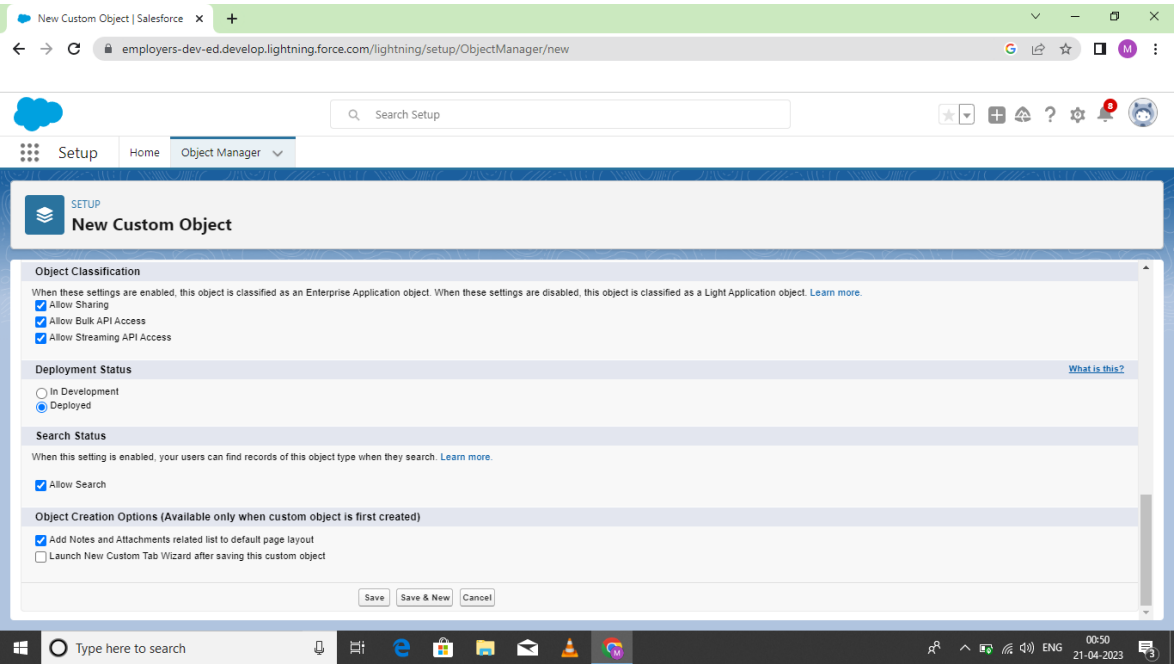 New Custom Object | Salesforce
employers-dev-ed.develop.lightning.force.com/lightning/setup/ObjectManager/new
G
M
Search Setup
8
Setup
Home
Object Manager
SETUP
New Custom Object
Object Classification
When these settings are enabled, this object is classified as an Enterprise Application object. When these settings are disabled, this object is classified as a Light Application object. Learn more.
Allow Sharing
Allow Bulk API Access
Allow Streaming API Access
Deployment Status
What is this?
In Development
Deployed
Search Status
When this setting is enabled, your users can find records of this object type when they search. Learn more.
Allow Search
Object Creation Options (Available only when custom object is first created)
Add Notes and Attachments related list to default page layout
Launch New Custom Tab Wizard after saving this custom object
Save
Save & New
Cancel
Type here to search
M
ENG
00:50
21-04-2023
3